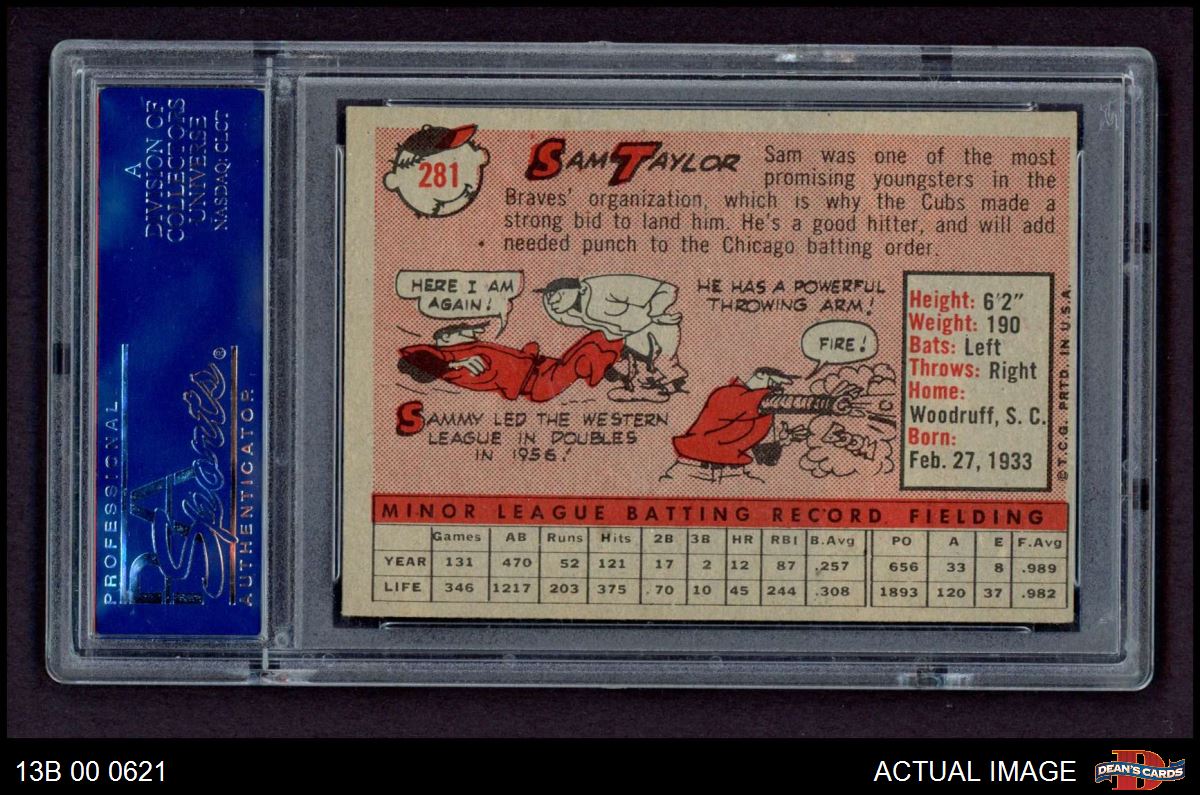 A
DIVISION OF
COLLECTORS
UNIVERSE
NASDAQ: CLCT
PROFESSIONAL
PSA
Sports®
AUTHENTICATOR
281
SAM TAYLOR
Sam was one of the most
promising youngsters in the
Braves' organization, which is why the Cubs made a
strong bid to land him. He's a good hitter, and will add
needed punch to the Chicago batting order.
HERE I AM
AGAIN!
SAMMY LED THE WESTERN
LEAGUE IN DOUBLES
IN 1956!
HE HAS A POWERFUL
THROWING ARM!
FIRE!
BOOM
Height: 6'2"
Weight: 190
Bats: Left
Throws: Right
Home:
Woodruff, S. C.
Born:
Feb. 27, 1933
©T.C.G. PRTD. IN U.S.A.
MINOR LEAGUE BATTING RECORD FIELDING
Games AB Runs Hits 2B 3B HR RBI B.Avg PO A E F.Avg
YEAR 131 470 52 121 17 2 12 87 .257 656 33 8 .989
LIFE 346 1217 203 375 70 10 45 244 .308 1893 120 37 .982
13B 00 0621
ACTUAL IMAGE
D
DEAN'S CARDS